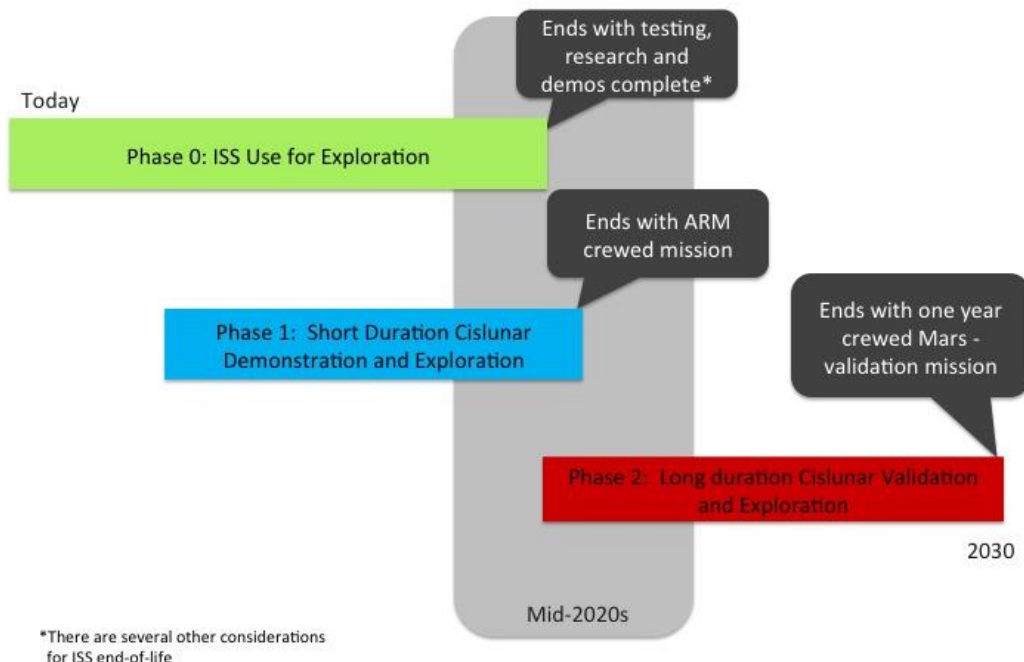 Ends with testing,
research and
demos complete*
Today
Phase 0: ISS Use for Exploration
Ends with ARM
crewed mission
Phase 1:  Short Duration Cislunar
Demonstration and Exploration
Ends with one year
crewed Mars -
validation mission
Phase 2:  Long duration Cislunar Validation
and Exploration
2030
Mid-2020s
*There are several other considerations
for ISS end-of-life